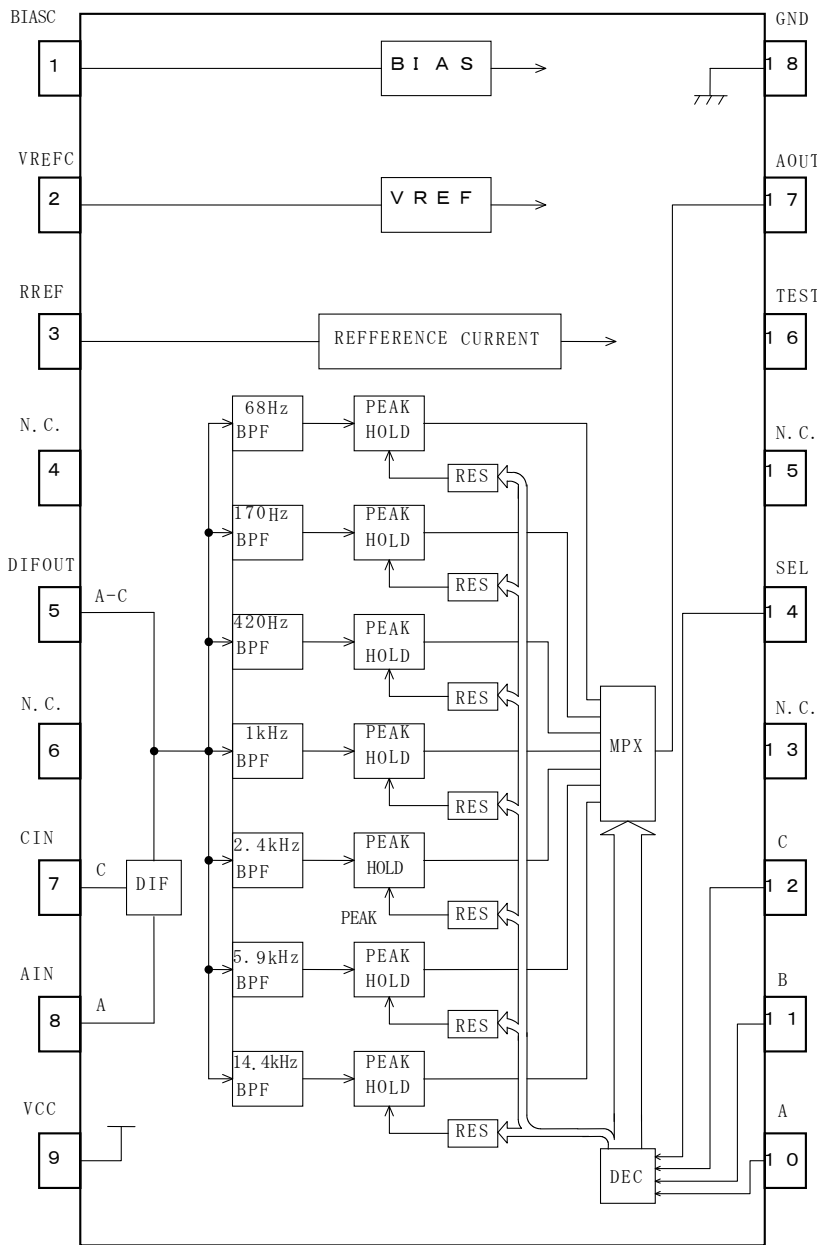 BIASC
GND
1
BIAS
18
VREFC
AOUT
2
VREF
17
RREF
TEST
3
REFFERENCE CURRENT
16
N.C.
68Hz
BPF
PEAK
HOLD
N.C.
4
RES
15
170Hz
BPF
PEAK
HOLD
DIFOUT
SEL
5
A-C
RES
14
420Hz
BPF
PEAK
HOLD
N.C.
RES
N.C.
6
1kHz
BPF
PEAK
HOLD
MPX
13
RES
CIN
C
7
C
DIF
2.4kHz
BPF
PEAK
HOLD
12
PEAK
RES
AIN
B
8
A
5.9kHz
BPF
PEAK
HOLD
11
RES
VCC
14.4kHz
BPF
PEAK
HOLD
A
9
RES
10
DEC